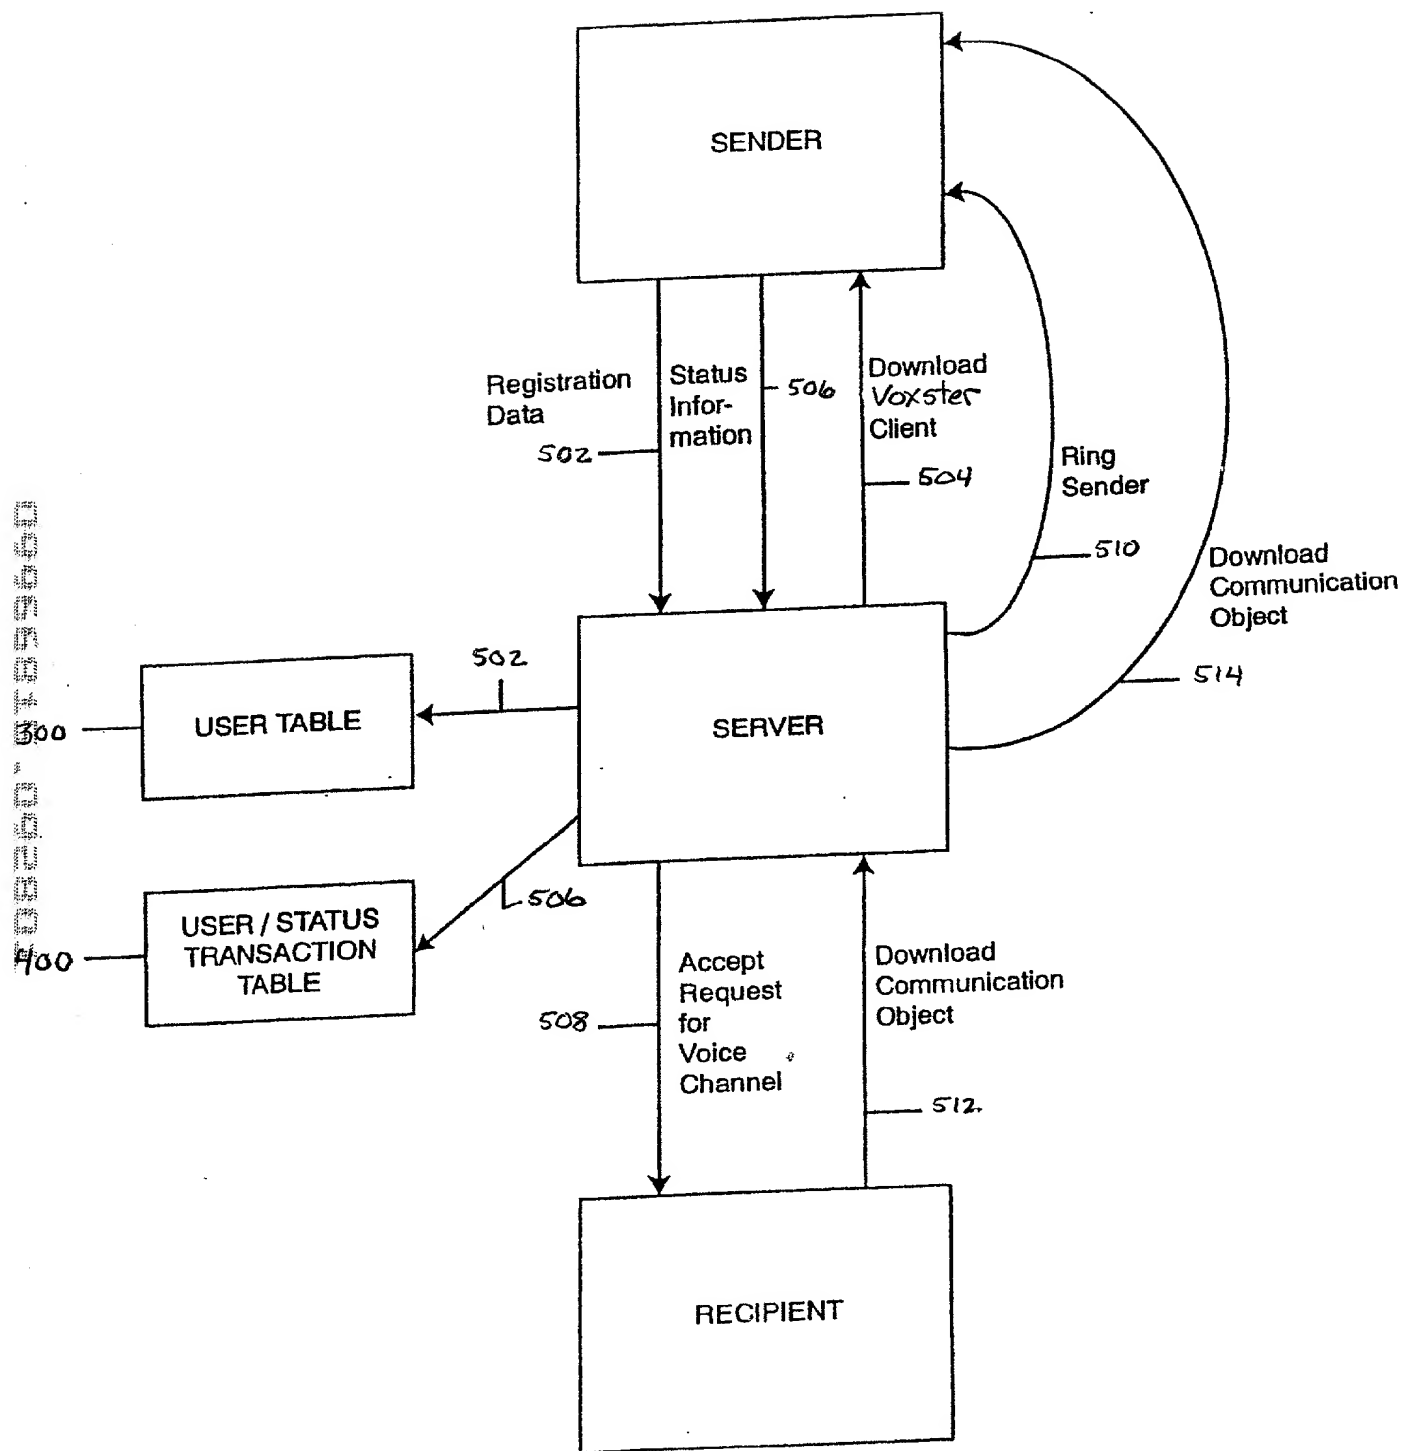 SENDER
Registration
Data
502
Status
Infor-
mation
506
Download
Voxster
Client
504
Ring
Sender
510
Download
Communication
Object
514
502
300
USER TABLE
SERVER
506
400
USER / STATUS
TRANSACTION
TABLE
508
Accept
Request
for
Voice
Channel
Download
Communication
Object
512
RECIPIENT